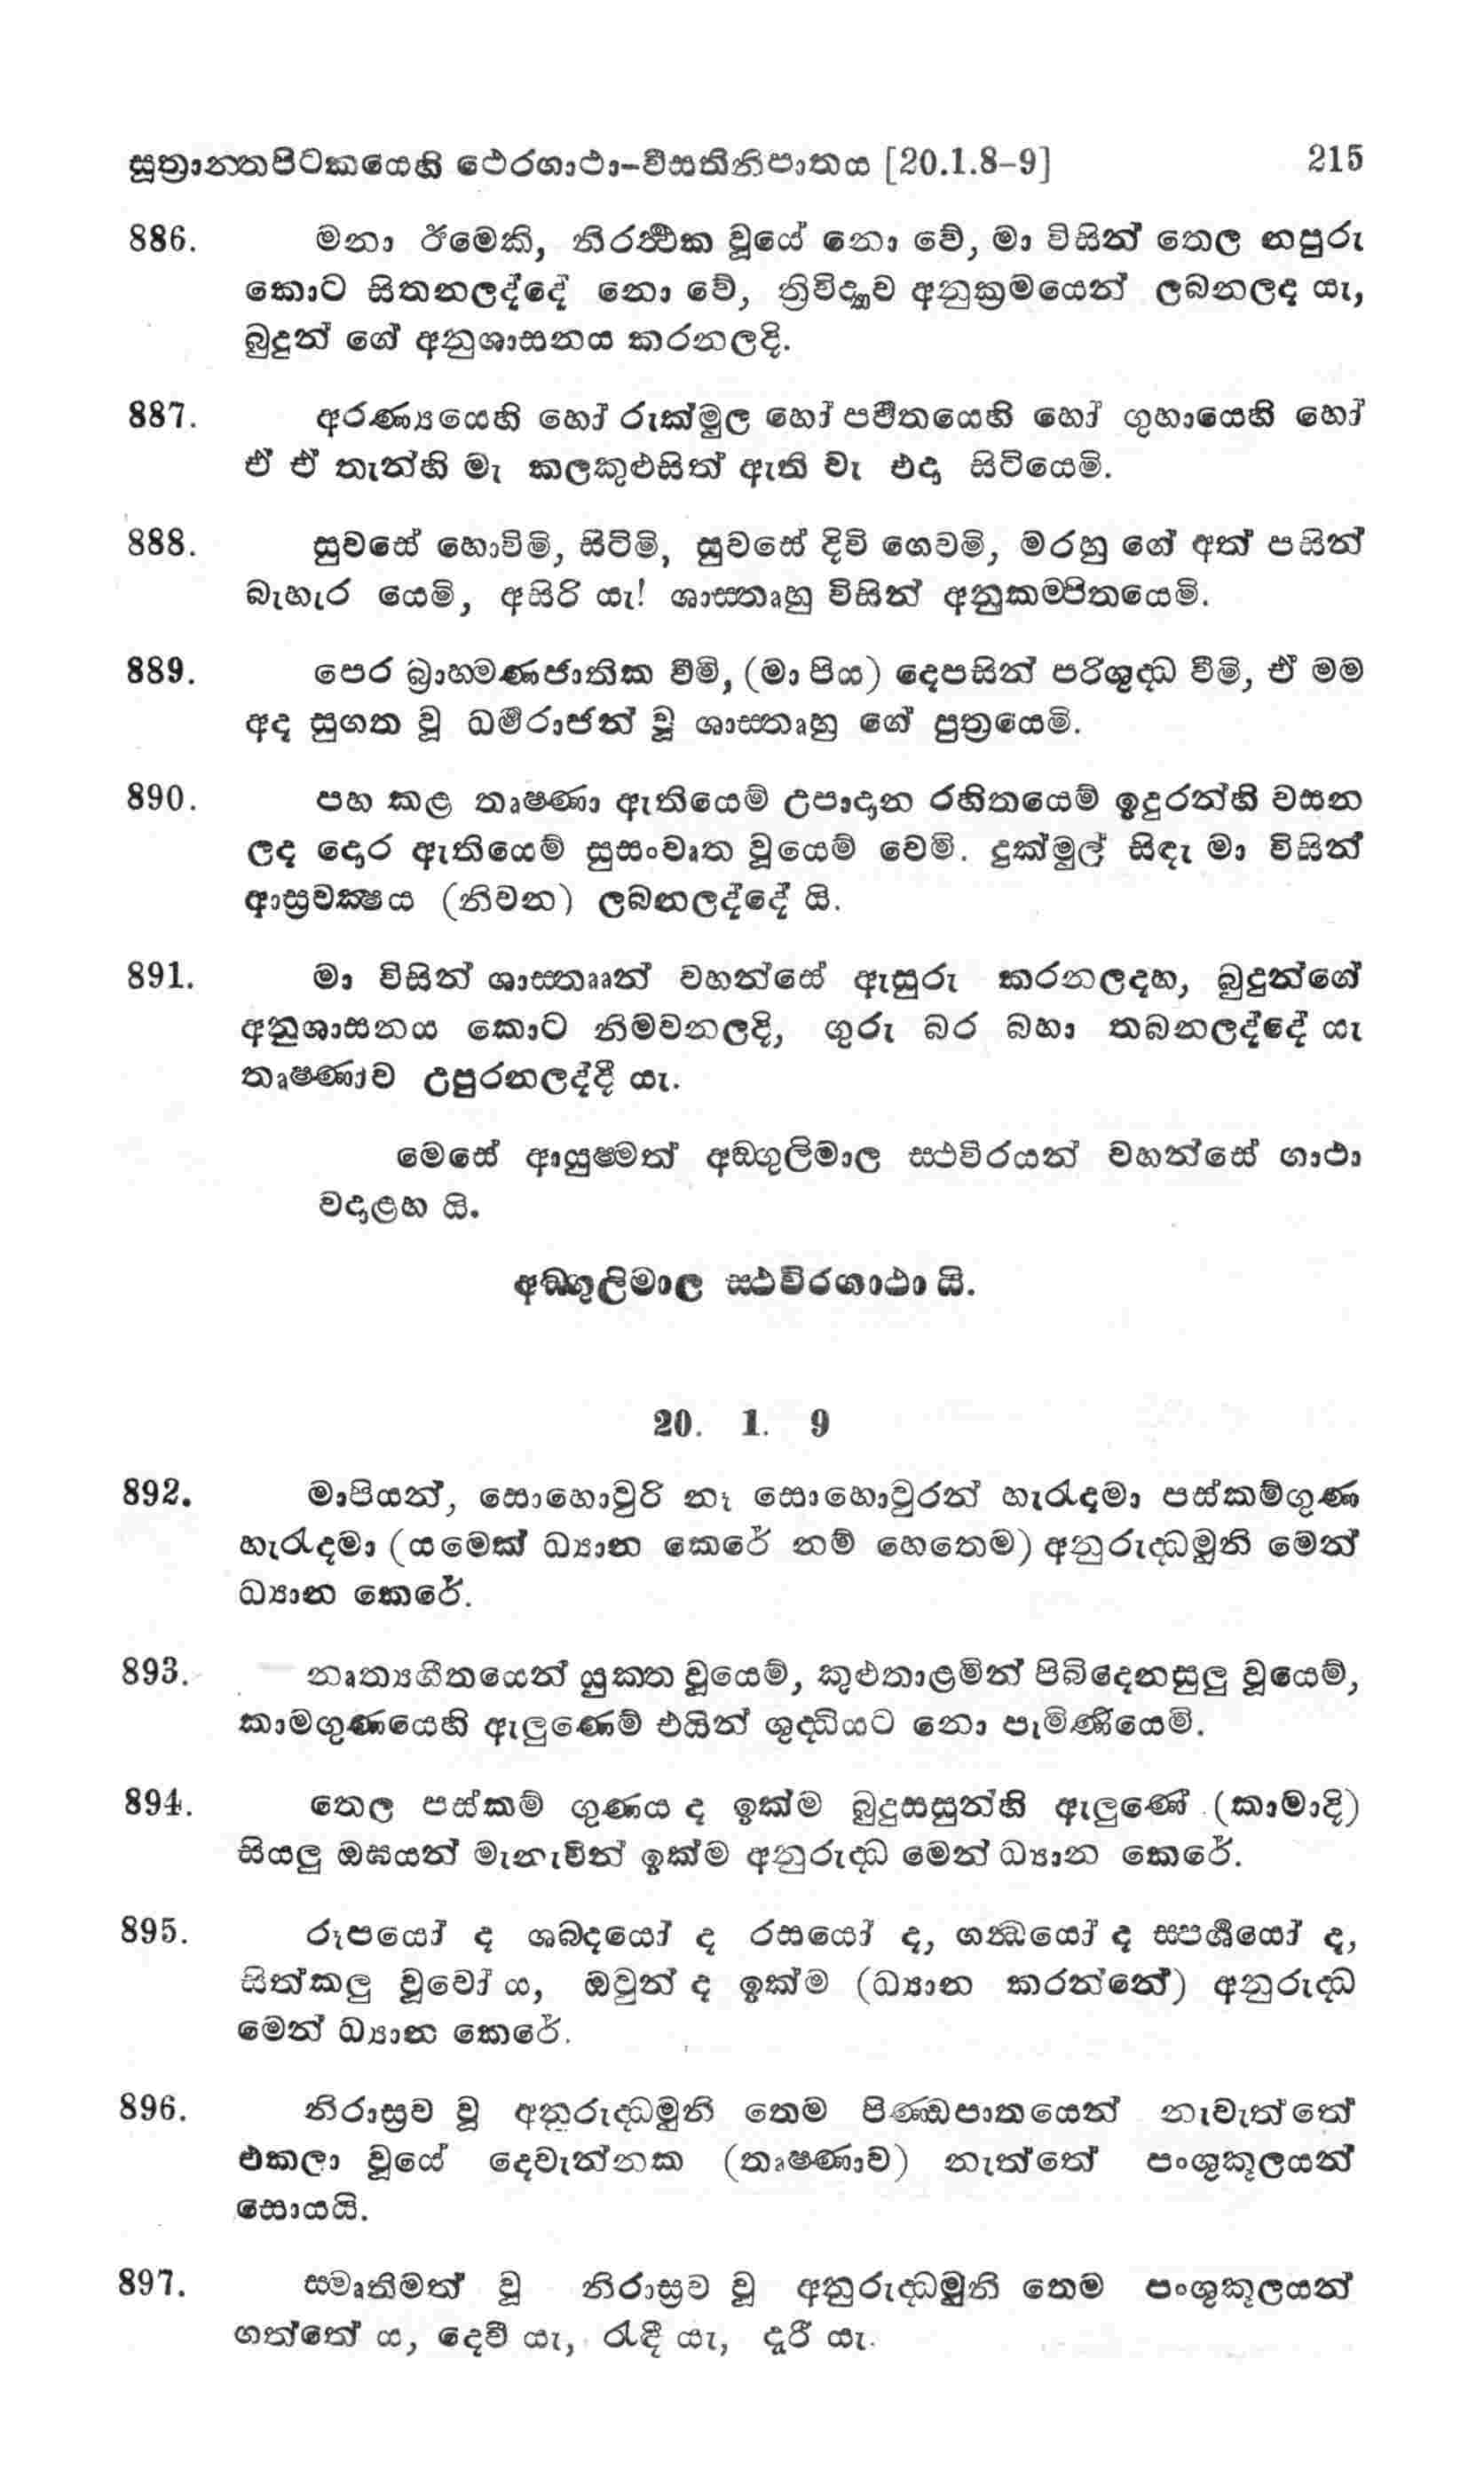 සූත්‍රාන්තපිටකයෙහි ථෙරගාථා-වීසතිනිපාතය [20.1.8-9] 215
886. මනා ඊමෙකි, නිරර්‍ත්‍ථක වූයේ නො වේ, මා විසින් තෙල නපුරු
කොට සිතනලද්දේ නො වේ, ත්‍රිවිද්‍යාව අනුක්‍රමයෙන් ලබනලද යැ,
බුදුන් ගේ අනුශාසනය කරනලදි.
887. අරණ්‍යයෙහි හෝ රුක්මුල හෝ පර්‍වතයෙහි හෝ ගුහායෙහි හෝ
ඒ ඒ තැන්හි මැ කලකුළුසිත් ඇති වැ එදා සිටියෙමි.
888. සුවසේ හොවිමි, සිටිමි, සුවසේ දිවි ගෙවමි, මරහු ගේ අත් පසින්
බැහැර යෙමි, අසිරි යැ! ශාස්තෘහු විසින් අනුකම්පිතයෙමි.
889. පෙර බ්‍රාහ්මණජාතික වීමි, (මා පිය) දෙපසින් පරිශුද්ධ වීමි, ඒ මම
අද සුගත වූ ධර්‍මරාජන් වූ ශාස්තෘහු ගේ පුත්‍රයෙමි.
890. පහ කළ තෘෂ්ණා ඇතියෙම් උපාදාන රහිතයෙම් ඉදුරන්හි වසන
ලද දොර ඇතියෙම් සුසංවෘත වූයෙම් වෙමි. දුක්මුල් සිඳැ මා විසින්
ආස්‍රවක්‍ෂය (නිවන) ලබනලද්දේ යි.
891. මා විසින් ශාස්තෲන් වහන්සේ ඇසුරු කරනලදහ, බුදුන්ගේ
අනුශාසනය කොට නිමවනලදි, ගුරු බර බහා තබනලද්දේ යැ
තෘෂ්ණාව උපුරනලද්දී යැ.
මෙසේ ආයුෂ්මත් අඞ්ගුලිමාල ස්ථවිරයන් වහන්සේ ගාථා
වදාළහ යි.
අඞ්ගුලිමාල ස්ථවිරගාථා යි.
20. 1. 9
892. මාපියන්, සොහොවුරි නෑ සොහොවුරන් හැරැදමා පස්කම්ගුණ
හැරැදමා (යමෙක් ධ්‍යාන කෙරේ නම් හෙතෙම) අනුරුද්ධමුනි මෙන්
ධ්‍යාන කෙරේ.
893. නෘත්‍යගීතයෙන් යුක්ත වූයෙම්, කුළුතාළමින් පිබිදෙනසුලු වූයෙම්,
කාමගුණයෙහි ඇලුණෙම් එයින් ශුද්ධියට නො පැමිණියෙමි.
894. තෙල පස්කම් ගුණය ද ඉක්ම බුදුසසුන්හි ඇලුණේ (කාමාදි)
සියලු ඔඝයන් මැනැවින් ඉක්ම අනුරුද්ධ මෙන් ධ්‍යාන කෙරේ.
895. රූපයෝ ද ශබ්දයෝ ද රසයෝ ද, ගන්‍ධයෝ ද ස්පර්‍ශයෝ ද,
සිත්කලු වූවෝ ය, ඔවුන් ද ඉක්ම (ධ්‍යාන කරන්නේ) අනුරුද්ධ
මෙන් ධ්‍යාන කෙරේ.
896. නිරාස්‍රව වූ අනුරුද්ධමුනි තෙම පිණ්ඩපාතයෙන් නැවැත්තේ
එකලා වූයේ දෙවැන්නක (තෘෂ්ණාව) නැත්තේ පංශුකූලයන්
සොයයි.
897. ස්මෘතිමත් වූ නිරාස්‍රව වූ අනුරුද්ධමුනි තෙම පංශුකූලයන්
ගත්තේ ය, දෙවී යැ, රැදී යැ, දැරී යැ.